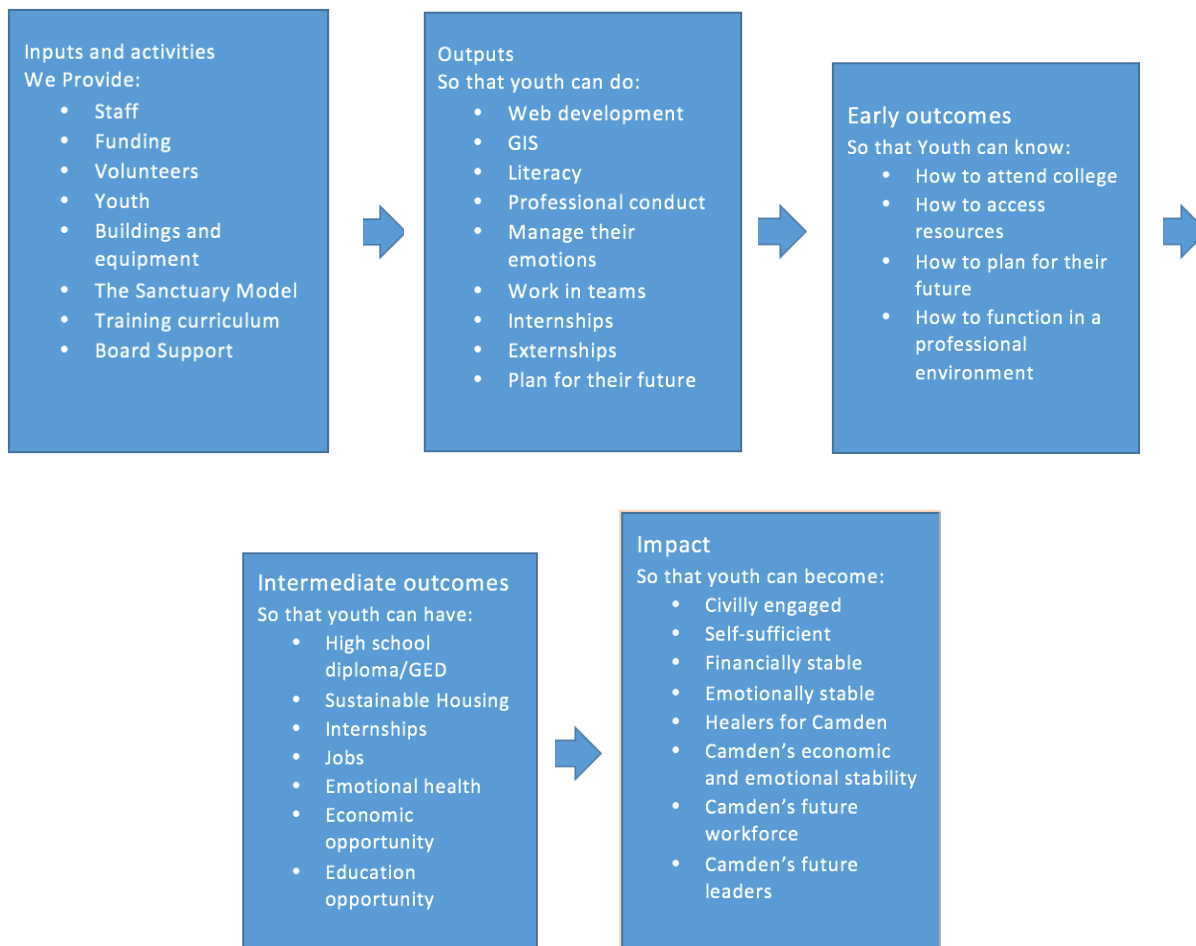 Inputs and activities
We Provide:
• Staff
• Funding
• Volunteers
• Youth
• Buildings and
equipment
• The Sanctuary Model
• Training curriculum
• Board Support
Outputs
So that youth can do:
• Web development
• GIS
• Literacy
• Professional conduct
• Manage their
emotions
• Work in teams
• Internships
• Externships
• Plan for their future
Early outcomes
So that Youth can know:
• How to attend college
• How to access
resources
• How to plan for their
future
• How to function in a
professional
environment
Intermediate outcomes
So that youth can have:
• High school
diploma/GED
• Sustainable Housing
• Internships
• Jobs
• Emotional health
• Economic
opportunity
• Education
opportunity
Impact
So that youth can become:
• Civilly engaged
• Self-sufficient
• Financially stable
• Emotionally stable
• Healers for Camden
• Camden’s economic
and emotional stability
• Camden’s future
workforce
• Camden’s future
leaders